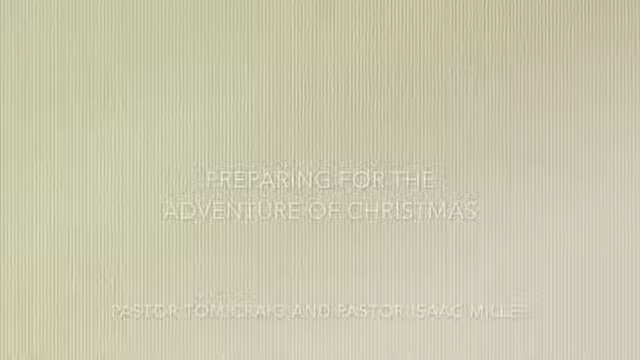 PREPARING FOR THE
ADVENTURE OF CHRISTMAS
PASTOR TOM CRAIG AND PASTOR ISAAC